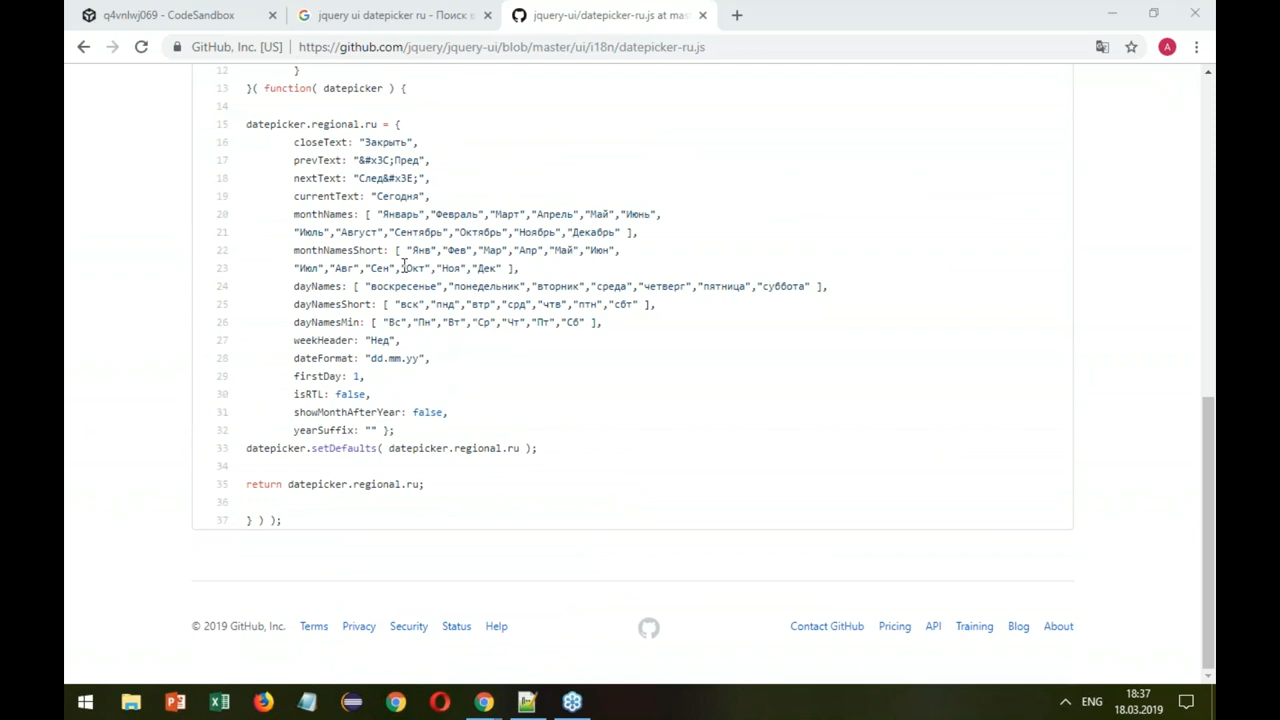 q4vnlwj069 - CodeSandbox
jquery ui datepicker ru - Поиск
jquery-ui/datepicker-ru.js at mas
GitHub, Inc. [US] | https://github.com/jquery/jquery-ui/blob/master/ui/i18n/datepicker-ru.js
A
12 }
13 }( function( datepicker ) {
14
15 datepicker.regional.ru = {
16 closeText: "Закрыть",
17 prevText: "&#x3C;Пред",
18 nextText: "След&#x3E;",
19 currentText: "Сегодня",
20 monthNames: [ "Январь","Февраль","Март","Апрель","Май","Июнь",
21 "Июль","Август","Сентябрь","Октябрь","Ноябрь","Декабрь" ],
22 monthNamesShort: [ "Янв","Фев","Мар","Апр","Май","Июн",
23 "Июл","Авг","Сен","Окт","Ноя","Дек" ],
24 dayNames: [ "воскресенье","понедельник","вторник","среда","четверг","пятница","суббота" ],
25 dayNamesShort: [ "вск","пнд","втр","срд","чтв","птн","сбт" ],
26 dayNamesMin: [ "Вс","Пн","Вт","Ср","Чт","Пт","Сб" ],
27 weekHeader: "Нед",
28 dateFormat: "dd.mm.yy",
29 firstDay: 1,
30 isRTL: false,
31 showMonthAfterYear: false,
32 yearSuffix: "" };
33 datepicker.setDefaults( datepicker.regional.ru );
34
35 return datepicker.regional.ru;
36
37 } ) );
© 2019 GitHub, Inc. Terms Privacy Security Status Help
Contact GitHub Pricing API Training Blog About
ENG
18:37
18.03.2019